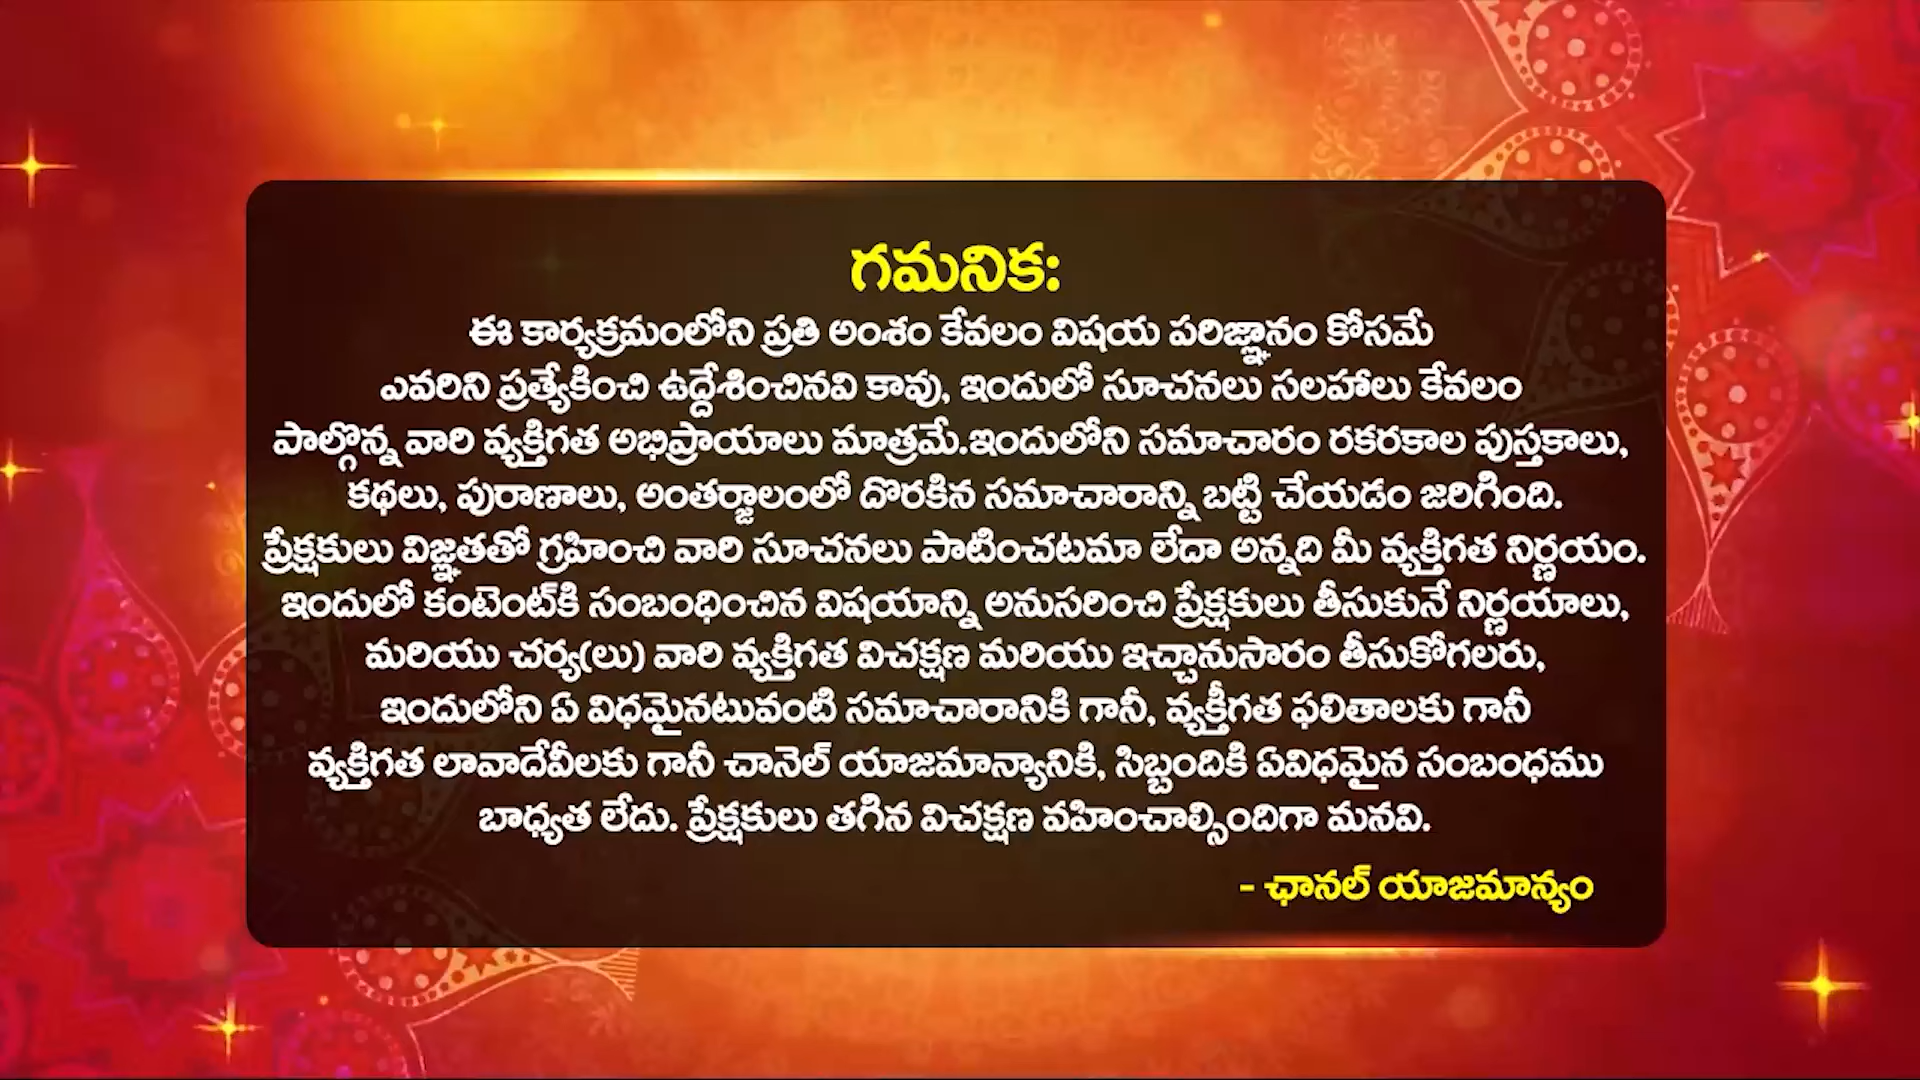 గమనిక:
ఈ కార్యక్రమంలోని ప్రతి అంశం కేవలం విషయ పరిజ్ఞానం కోసమే
ఎవరిని ప్రత్యేకించి ఉద్దేశించినవి కావు, ఇందులో సూచనలు సలహాలు కేవలం
పాల్గొన్న వారి వ్యక్తిగత అభిప్రాయాలు మాత్రమే.ఇందులోని సమాచారం రకరకాల పుస్తకాలు,
కథలు, పురాణాలు, అంతర్జాలంలో దొరకిన సమాచారాన్ని బట్టి చేయడం జరిగింది.
ప్రేక్షకులు విజ్ఞతతో గ్రహించి వారి సూచనలు పాటించటమా లేదా అన్నది మీ వ్యక్తిగత నిర్ణయం.
ఇందులో కంటెంట్‌కి సంబంధించిన విషయాన్ని అనుసరించి ప్రేక్షకులు తీసుకునే నిర్ణయాలు,
మరియు చర్య(లు) వారి వ్యక్తిగత విచక్షణ మరియు ఇచ్చానుసారం తీసుకోగలరు,
ఇందులోని ఏ విధమైనటువంటి సమాచారానికి గానీ, వ్యక్తీగత ఫలితాలకు గానీ
వ్యక్తిగత లావాదేవీలకు గానీ చానెల్ యాజమాన్యానికి, సిబ్బందికి ఏవిధమైన సంబంధము
బాధ్యత లేదు. ప్రేక్షకులు తగిన విచక్షణ వహించాల్సిందిగా మనవి.
- ఛానల్ యాజమాన్యం